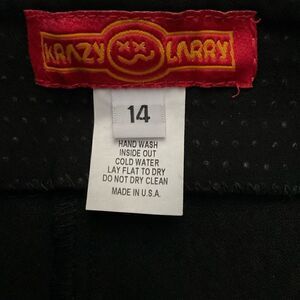 KRAZY LARRY
14
HAND WASH
INSIDE OUT
COLD WATER
LAY FLAT TO DRY
DO NOT DRY CLEAN
MADE IN U.S.A.